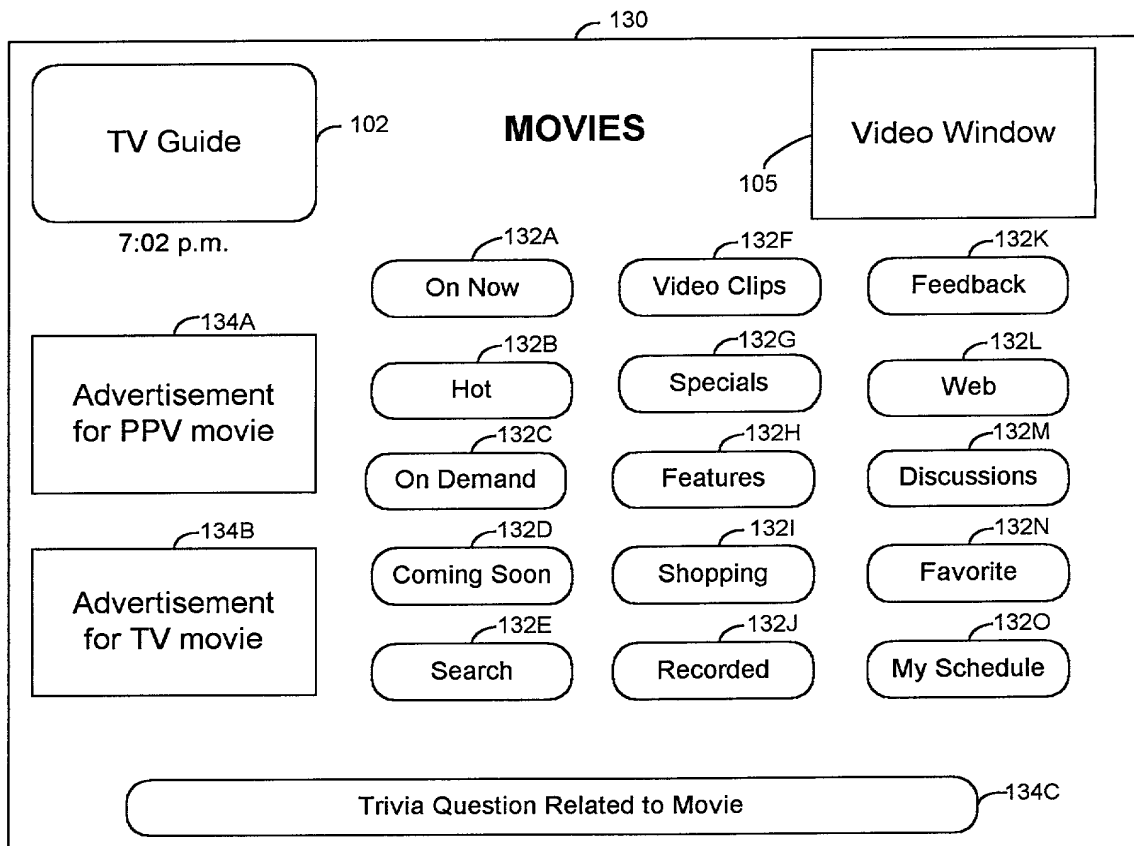 130
TV Guide
102
MOVIES
Video Window
105
7:02 p.m.
132A
On Now
132F
Video Clips
132K
Feedback
134A
Advertisement
for PPV movie
132B
Hot
132G
Specials
132L
Web
132C
On Demand
132H
Features
132M
Discussions
134B
Advertisement
for TV movie
132D
Coming Soon
132I
Shopping
132N
Favorite
132E
Search
132J
Recorded
132O
My Schedule
Trivia Question Related to Movie
134C